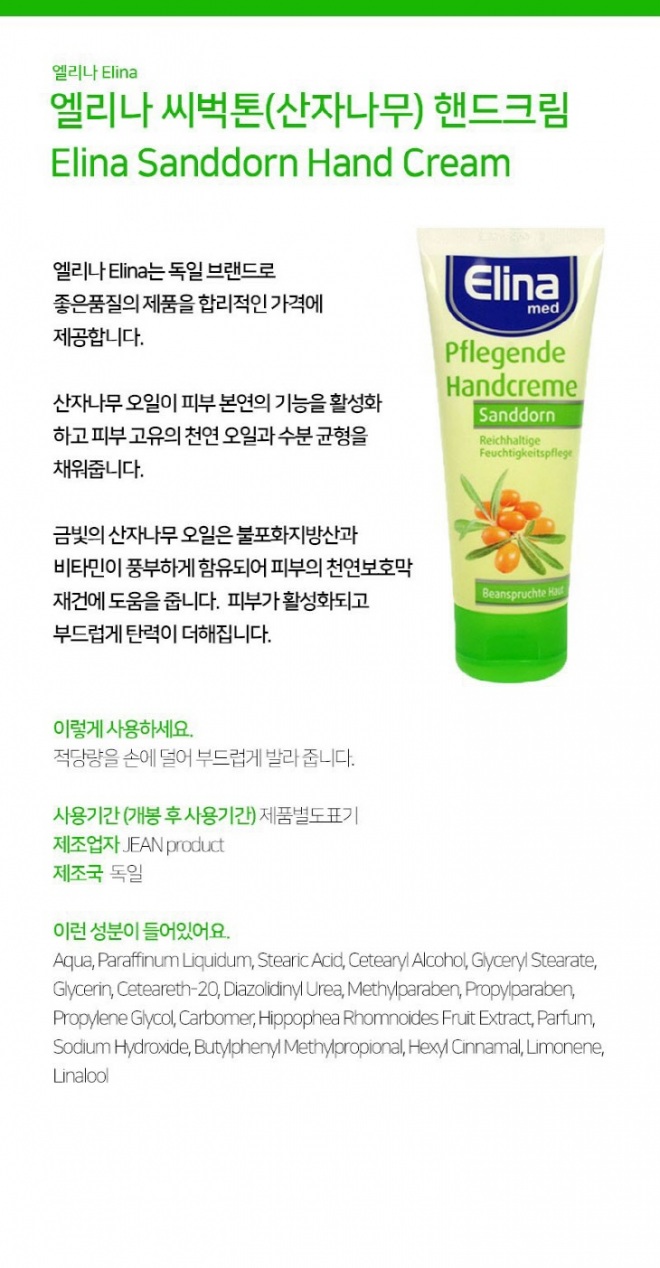 엘리나 Elina
엘리나 씨벅톤(산자나무) 핸드크림
Elina Sanddorn Hand Cream
엘리나 Elina는 독일 브랜드로
좋은품질의 제품을 합리적인 가격에
제공합니다.
산자나무 오일이 피부 본연의 기능을 활성화
하고 피부 고유의 천연 오일과 수분 균형을
채워줍니다.
금빛의 산자나무 오일은 불포화지방산과
비타민이 풍부하게 함유되어 피부의 천연보호막
재건에 도움을 줍니다. 피부가 활성화되고
부드럽게 탄력이 더해집니다.
Elina
med
Pflegende
Handcreme
Sanddorn
Reichhaltige
Feuchtigkeitspflege
Beanspruchte Haut
이렇게 사용하세요.
적당량을 손에 덜어 부드럽게 발라 줍니다.
사용기간 (개봉 후 사용기간) 제품별도표기
제조업자 JEAN product
제조국 독일
이런 성분이 들어있어요.
Aqua, Paraffinum Liquidum, Stearic Acid, Cetearyl Alcohol, Glyceryl Stearate,
Glycerin, Ceteareth-20, Diazolidinyl Urea, Methylparaben, Propylparaben,
Propylene Glycol, Carbomer, Hippophea Rhomnoides Fruit Extract, Parfum,
Sodium Hydroxide, Butylphenyl Methylpropional, Hexyl Cinnamal, Limonene,
Linalool